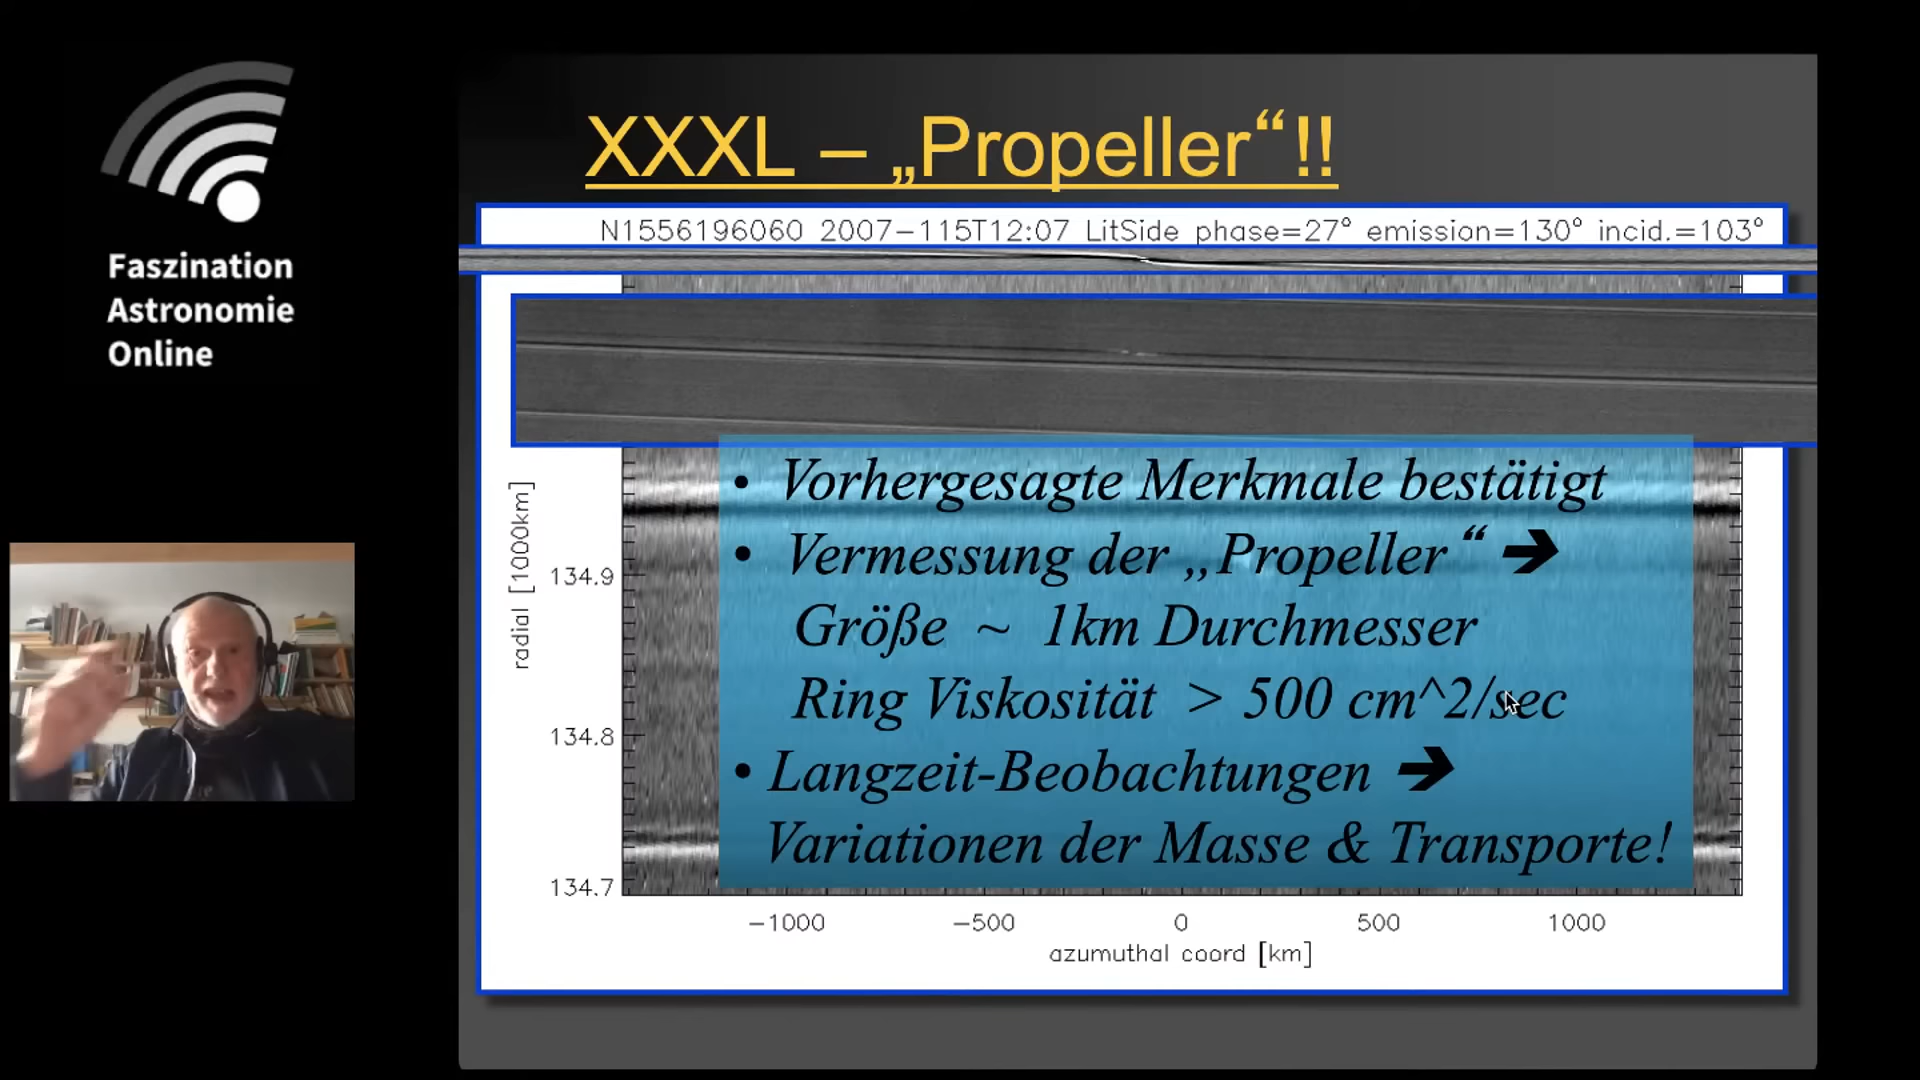 Faszination
Astronomie
Online
XXXL – „Propeller“!!
N1556196060 2007-115T12:07 LitSide phase=27° emission=130° incid.=103°
• Vorhergesagte Merkmale bestätigt
• Vermessung der „Propeller“ ➔
Größe ~ 1km Durchmesser
Ring Viskosität > 500 cm^2/sec
• Langzeit-Beobachtungen ➔
Variationen der Masse & Transporte!
radial [1000km]
134.9
134.8
134.7
−1000 −500 0 500 1000
azumuthal coord [km]